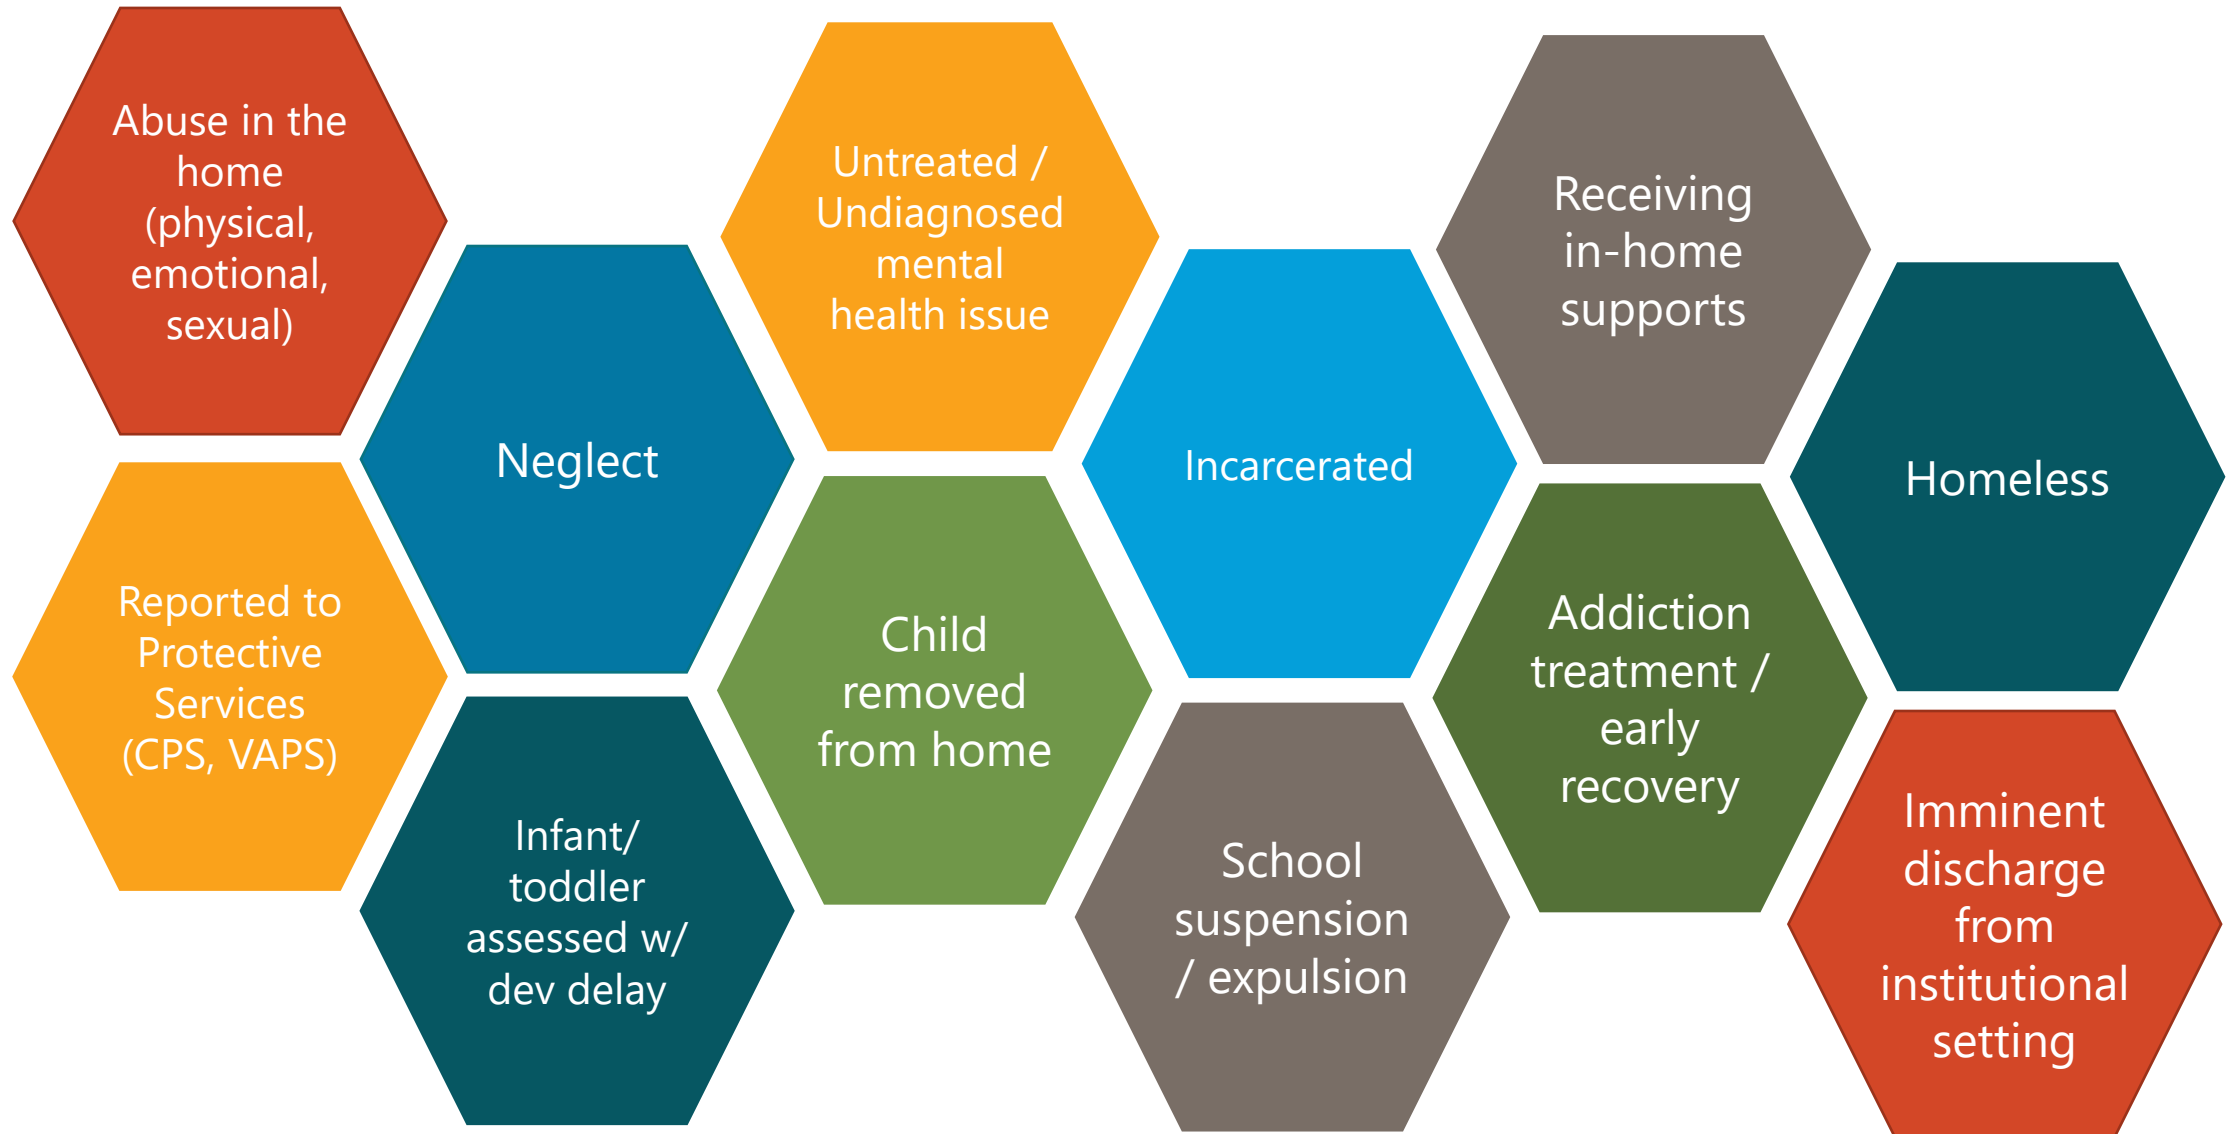 Abuse in the
home
(physical,
emotional,
sexual)
Reported to
Protective
Services
(CPS, VAPS)
Neglect
Infant/
toddler
assessed w/
dev delay
Untreated /
Undiagnosed
mental
health issue
Child
removed
from home
Incarcerated
School
suspension
/ expulsion
Receiving
in-home
supports
Addiction
treatment /
early
recovery
Homeless
Imminent
discharge
from
institutional
setting